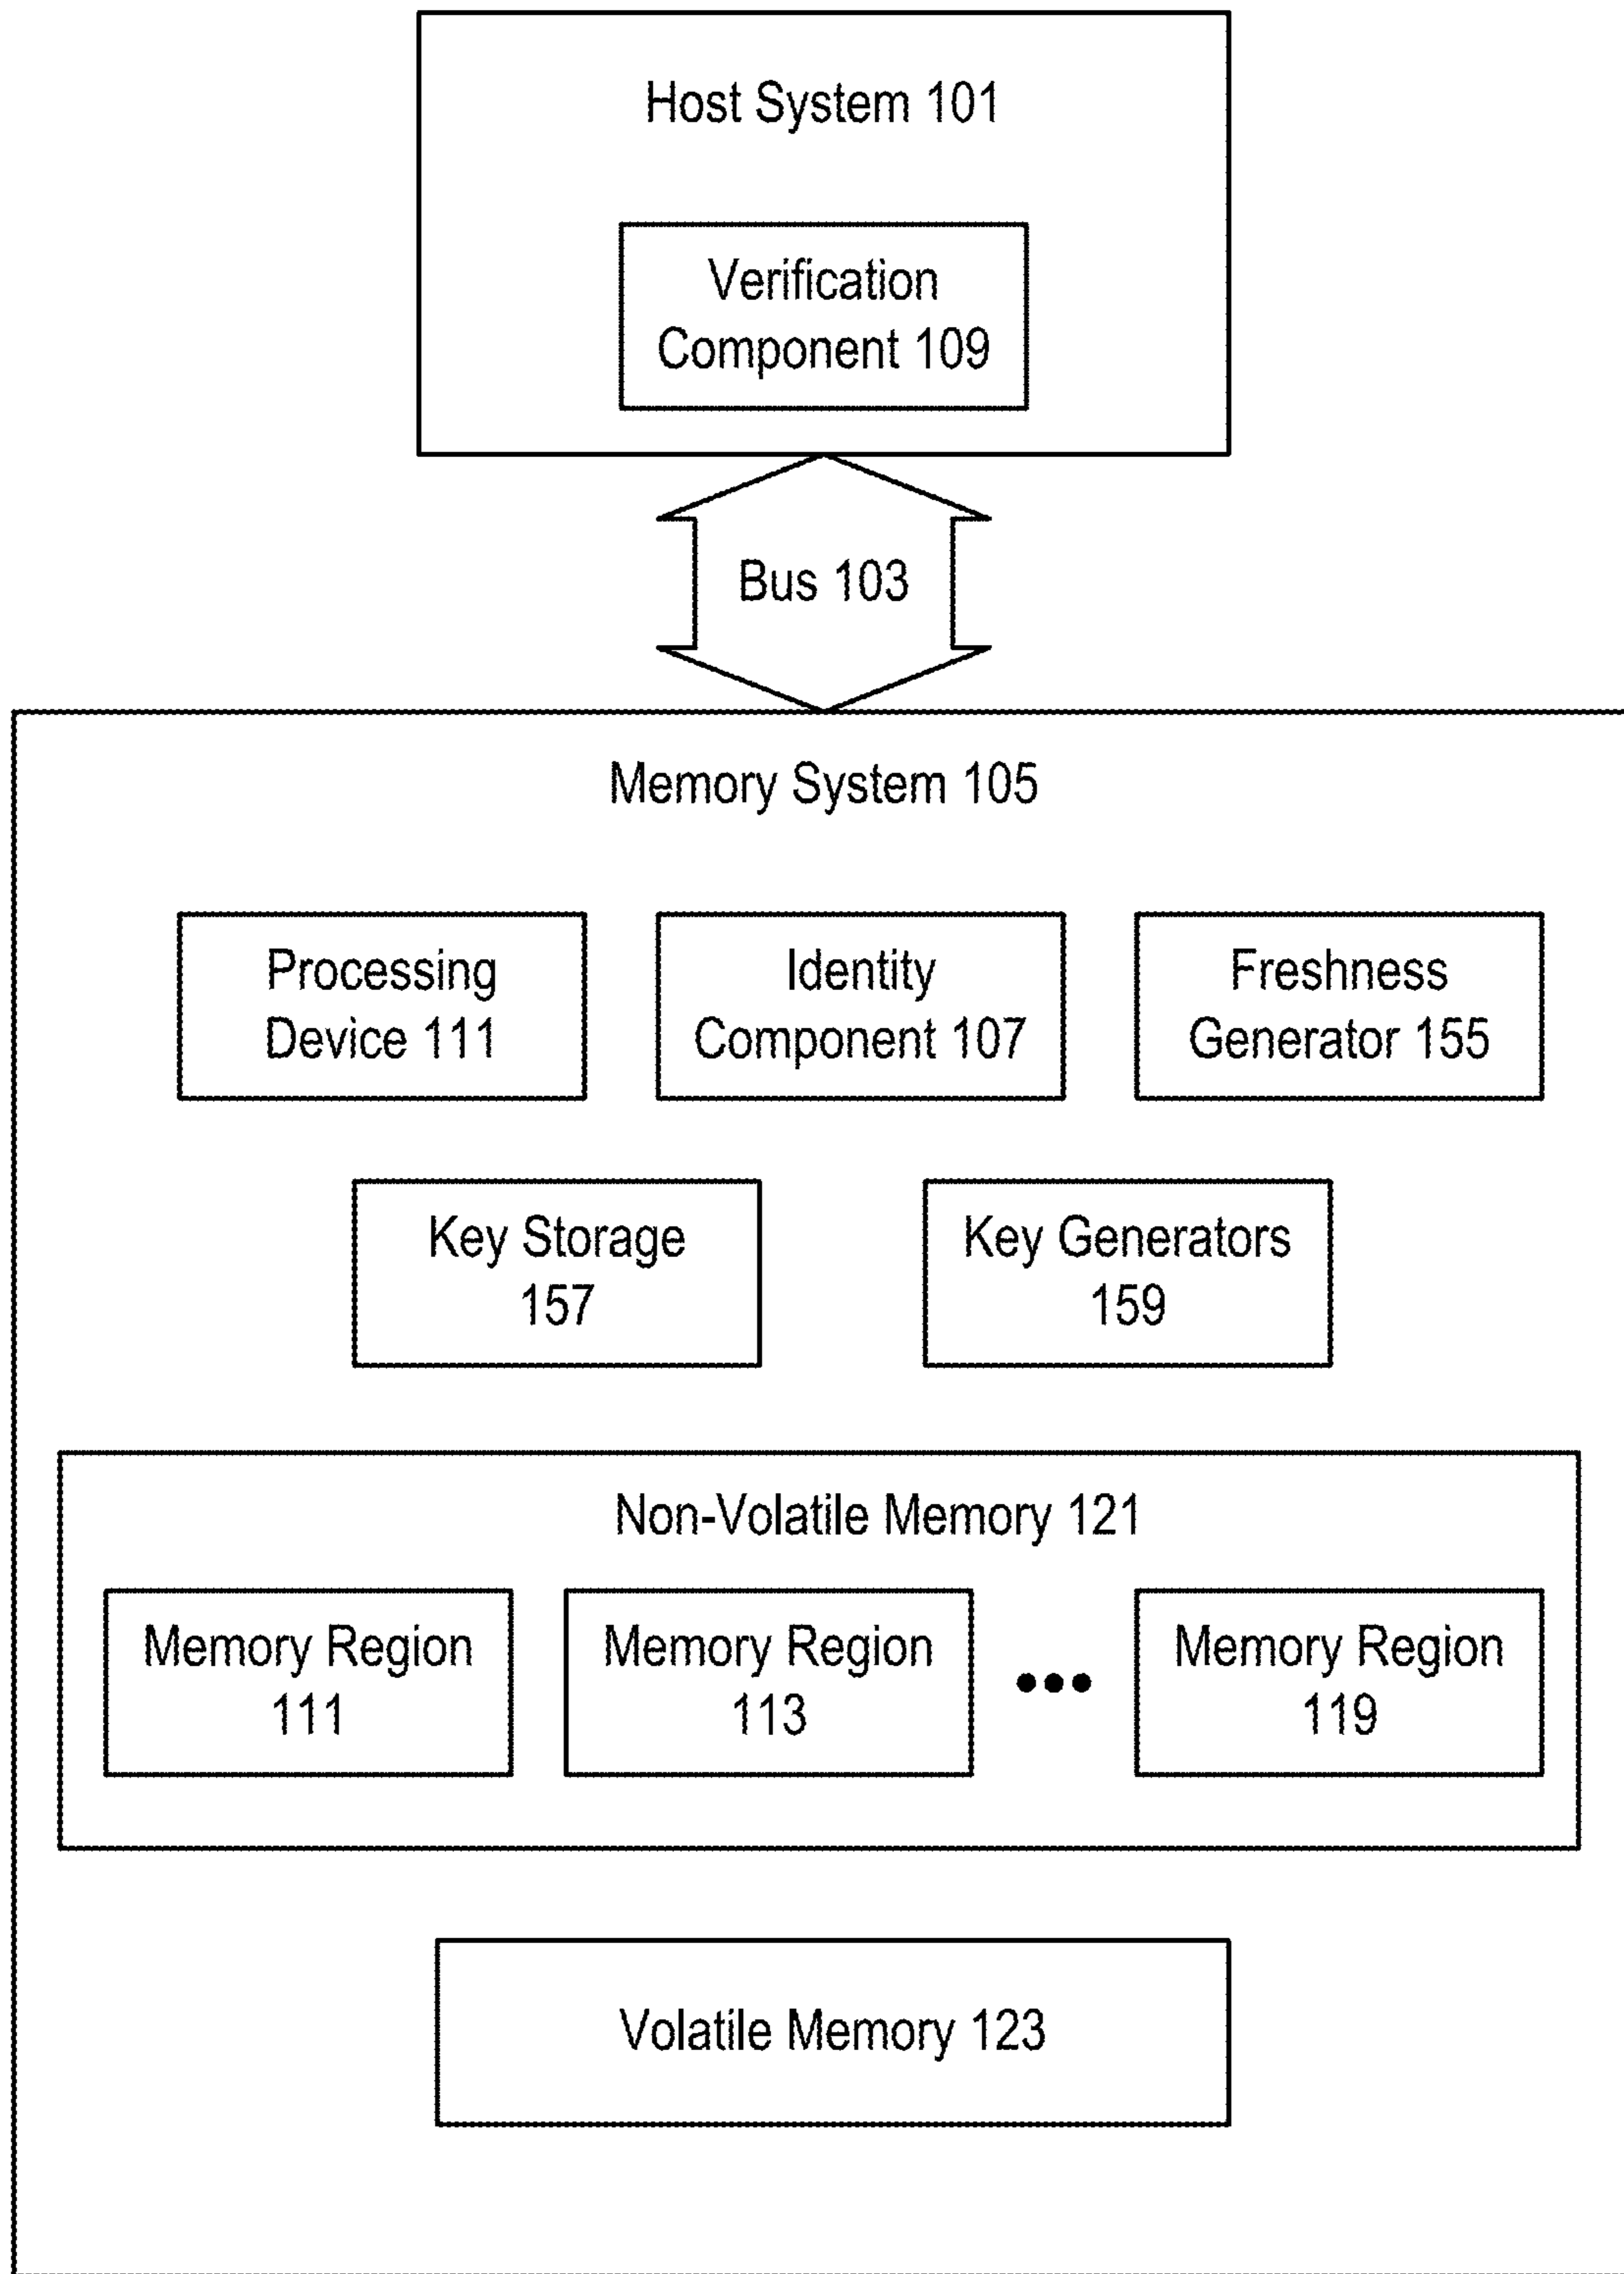 Host System 101
Verification
Component 109
Bus 103
Memory System 105
Processing
Device 111
Identity
Component 107
Freshness
Generator 155
Key Storage
157
Key Generators
159
Non-Volatile Memory 121
Memory Region
111
Memory Region
113
Memory Region
119
Volatile Memory 123